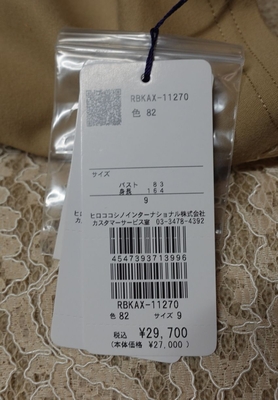 RBKAX-11270
色 82
サイズ
バスト 83
身長 164
9
ヒロココシノインターナショナル株式会社
カスタマーサービス室 03-3478-4392
4547393713996
RBKAX-11270
色 82 サイズ 9
税込 ¥29,700
(本体価格 ¥27,000)